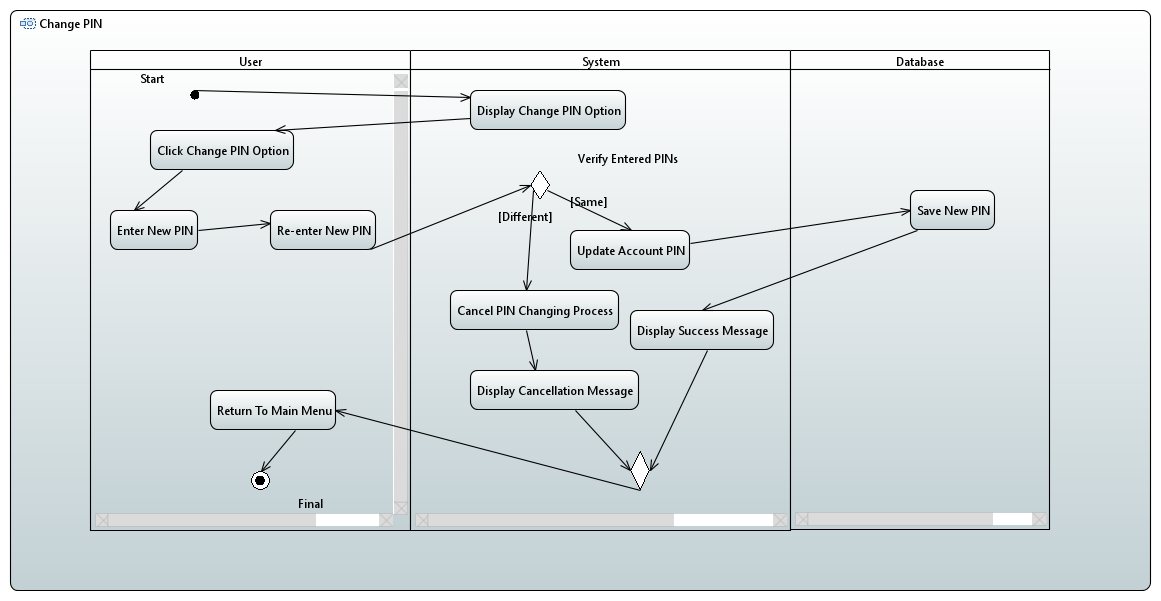 Change PIN
User
System
Database
Start
Display Change PIN Option
Click Change PIN Option
Verify Entered PINs
[Same]
[Different]
Enter New PIN
Re-enter New PIN
Update Account PIN
Save New PIN
Cancel PIN Changing Process
Display Success Message
Display Cancellation Message
Return To Main Menu
Final